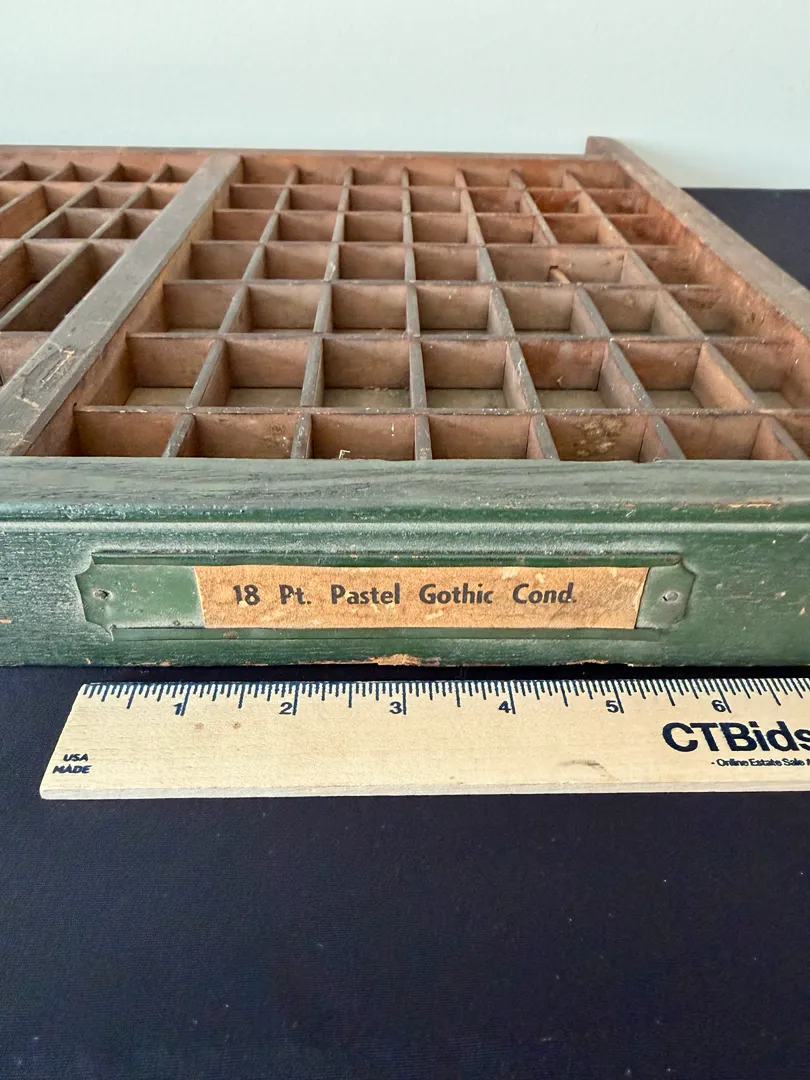 18 Pt. Pastel Gothic Cond.
1 2 3 4 5 6
USA
MADE
CTBids
- Online Estate Sale